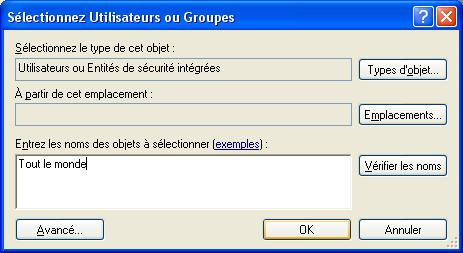 Sélectionnez Utilisateurs ou Groupes
Sélectionnez le type de cet objet :
Utilisateurs ou Entités de sécurité intégrées
Types d'objet...
À partir de cet emplacement :
Emplacements...
Entrez les noms des objets à sélectionner (exemples) :
Tout le monde
Vérifier les noms
Avancé...
OK
Annuler